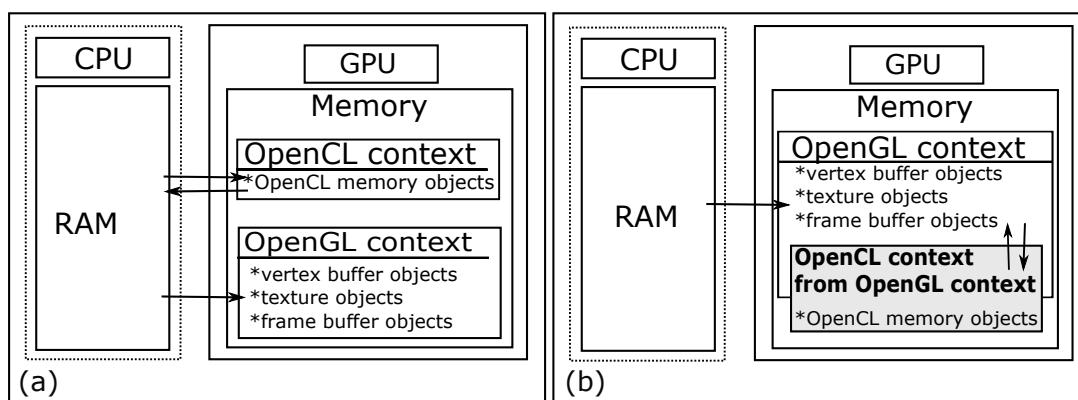 CPU
RAM
GPU
Memory
OpenCL context
*OpenCL memory objects
OpenGL context
*vertex buffer objects
*texture objects
*frame buffer objects
(a)
CPU
RAM
GPU
Memory
OpenGL context
*vertex buffer objects
*texture objects
*frame buffer objects
OpenCL context
from OpenGL context
*OpenCL memory objects
(b)